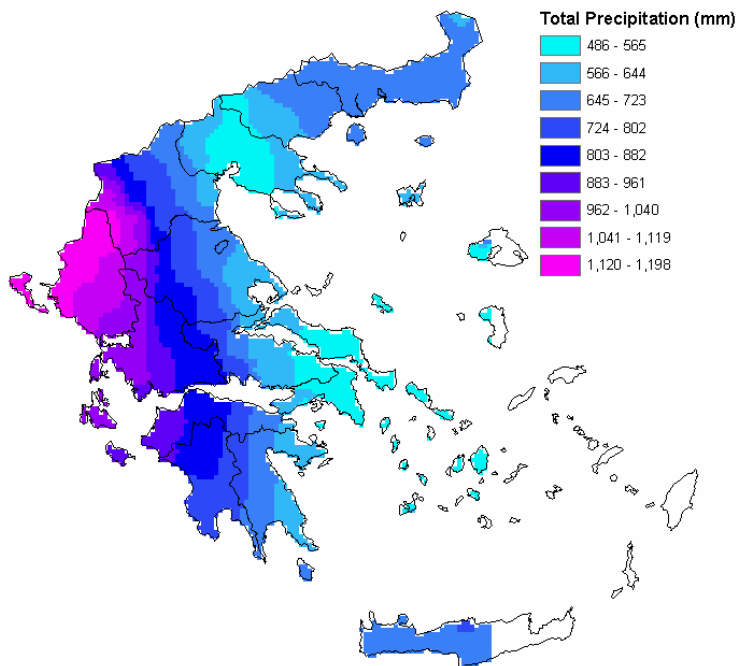 Total Precipitation (mm)
486 - 565
566 - 644
645 - 723
724 - 802
803 - 882
883 - 961
962 - 1,040
1,041 - 1,119
1,120 - 1,198